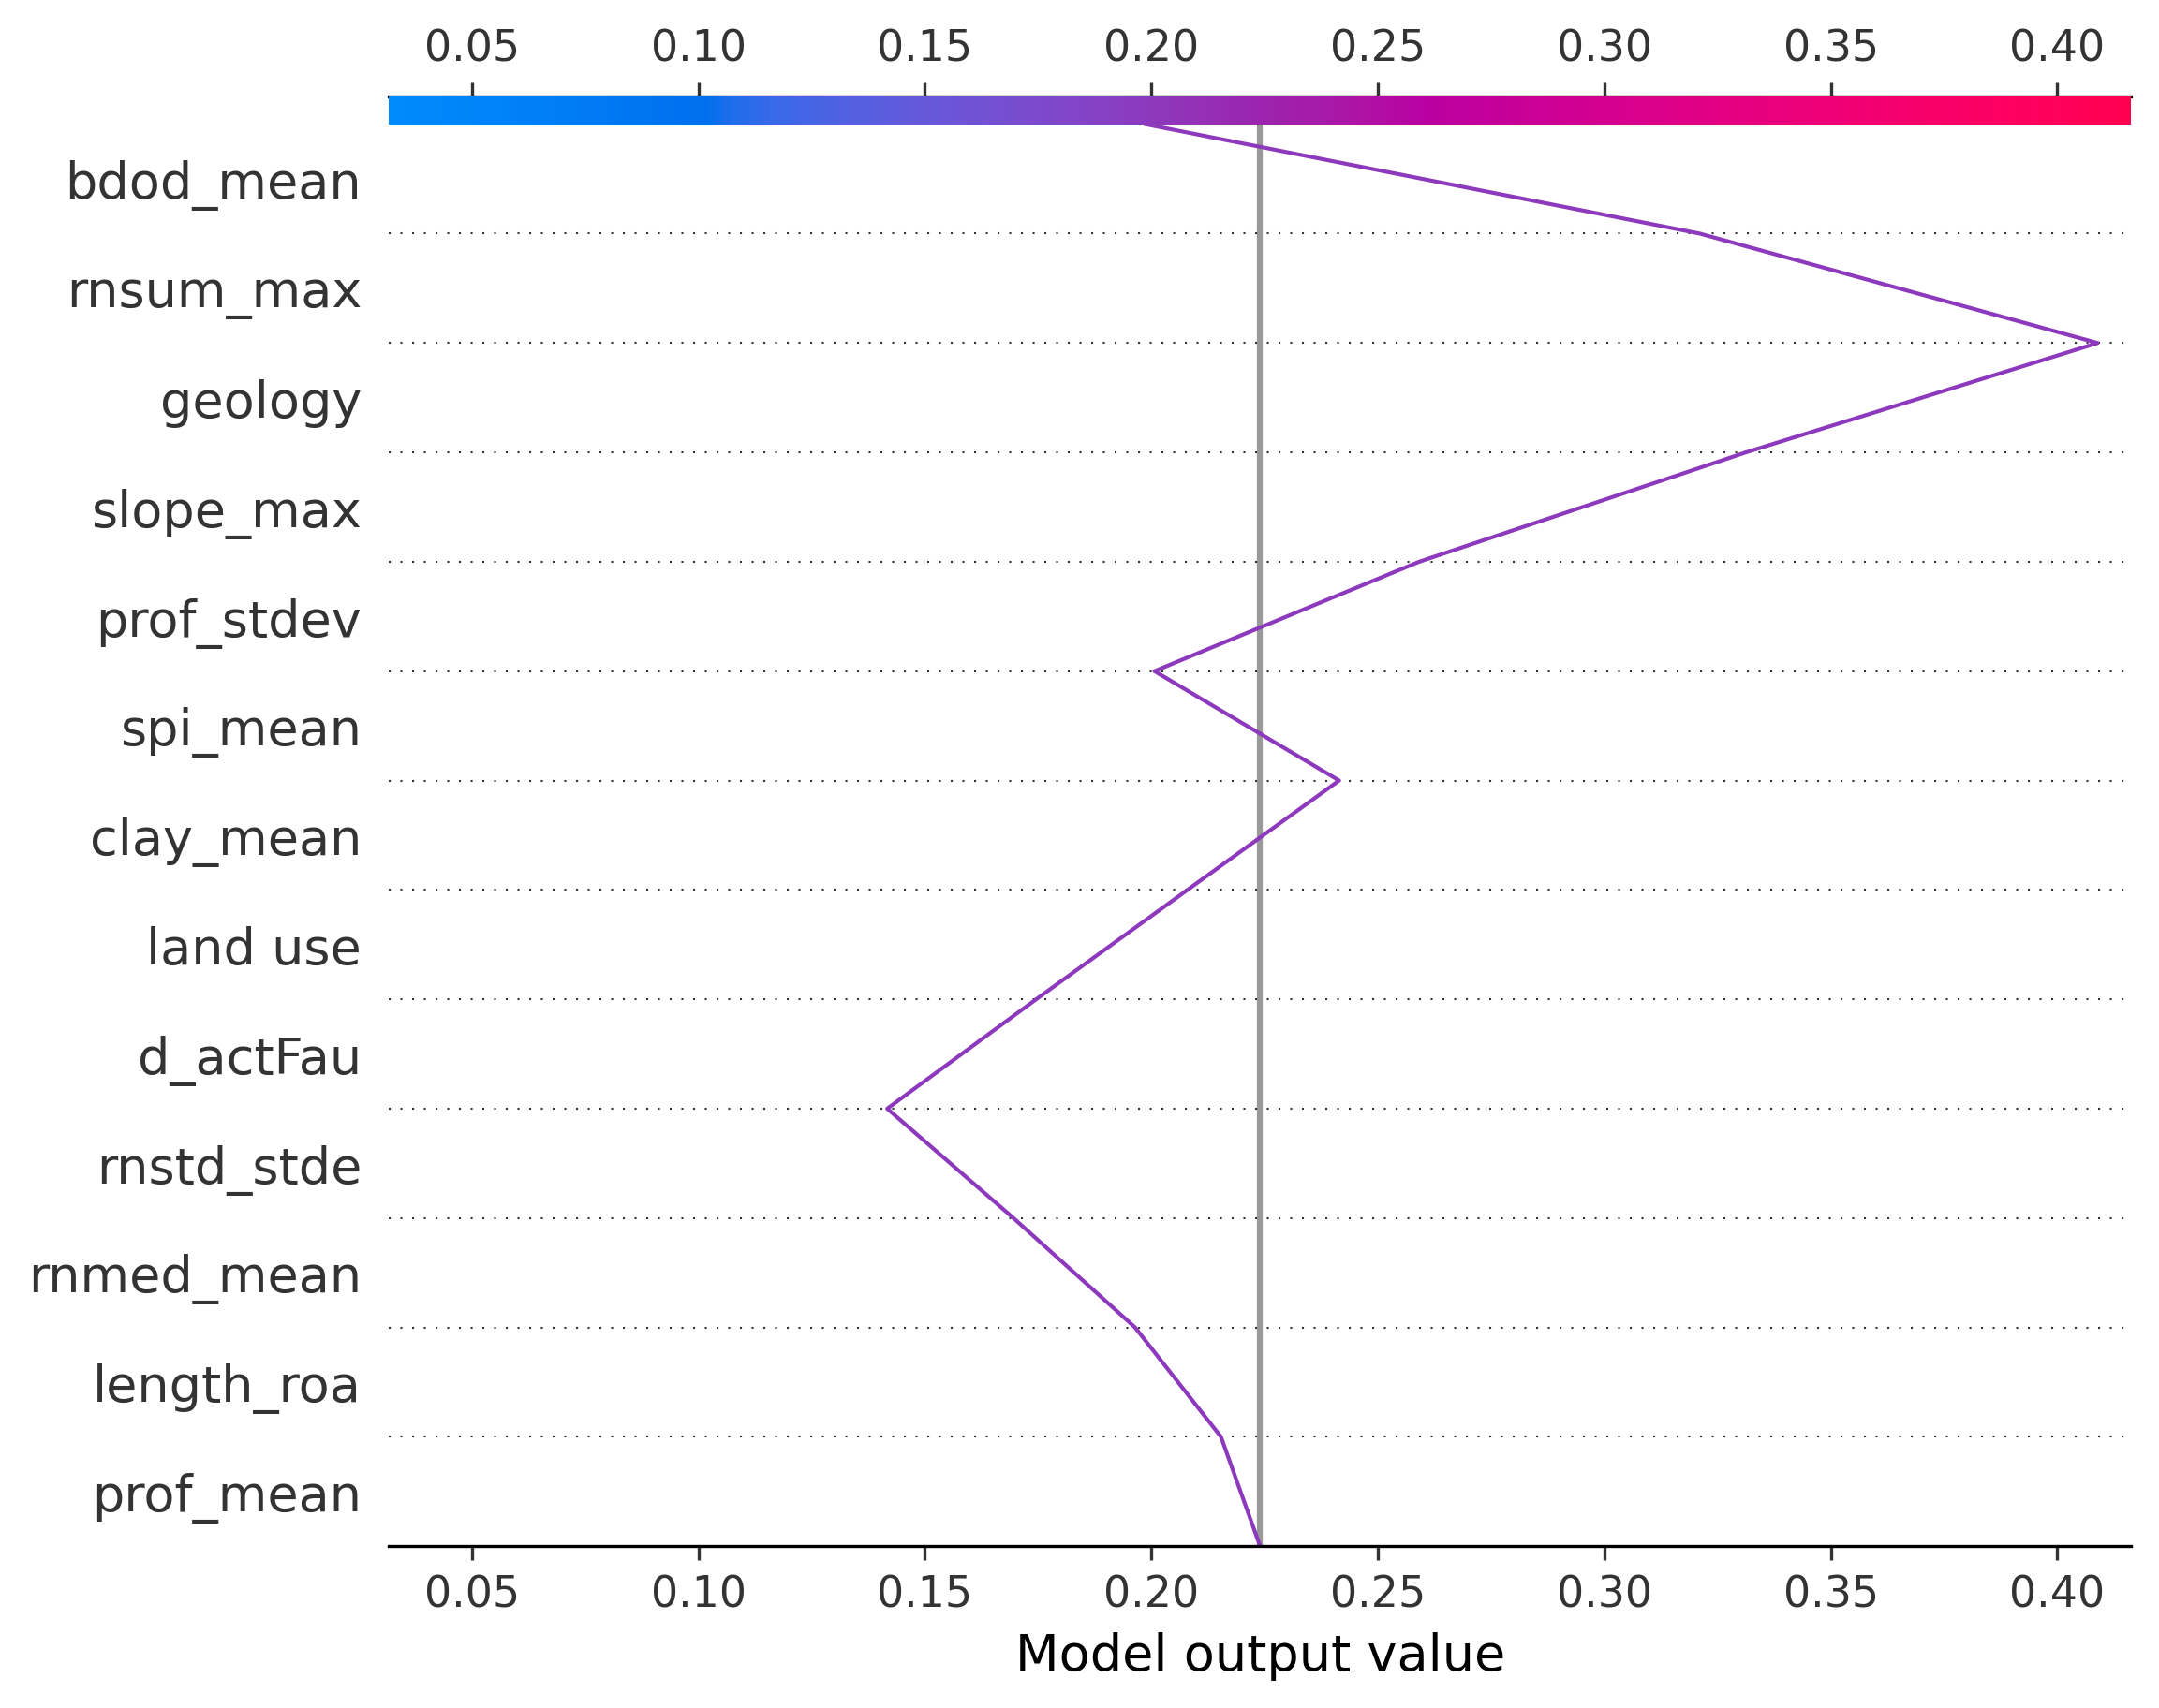 0.05 0.10 0.15 0.20 0.25 0.30 0.35 0.40
bdod_mean
rnsum_max
geology
slope_max
prof_stdev
spi_mean
clay_mean
land use
d_actFau
rnstd_stde
rnmed_mean
length_roa
prof_mean
0.05 0.10 0.15 0.20 0.25 0.30 0.35 0.40
Model output value